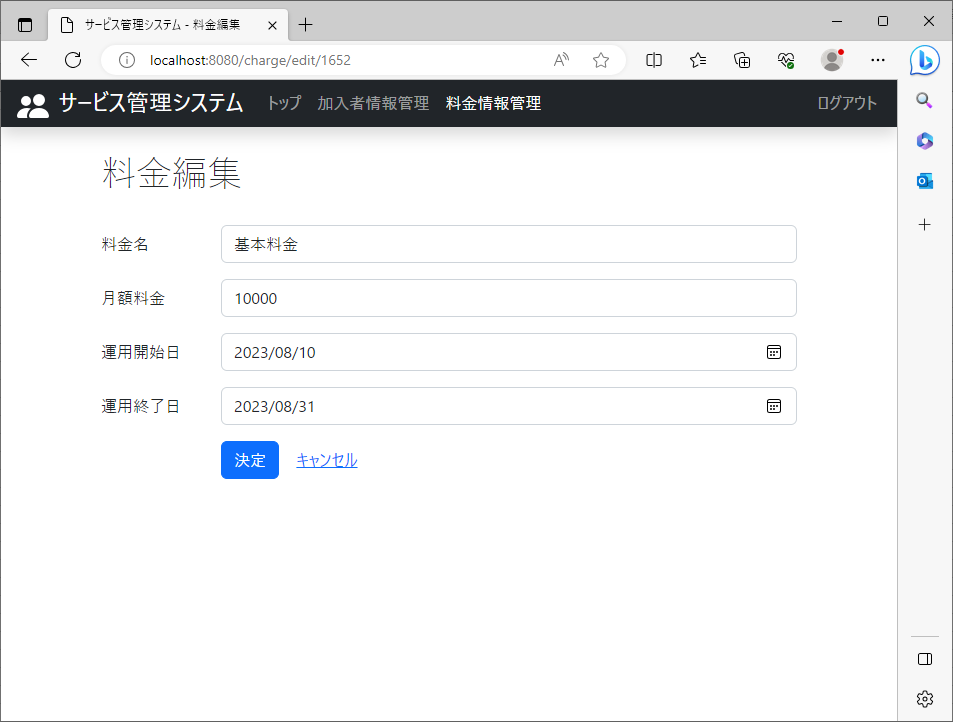 サービス管理システム - 料金編集
localhost:8080/charge/edit/1652
サービス管理システム トップ 加入者情報管理 料金情報管理 ログアウト
料金編集
料金名 基本料金
月額料金 10000
運用開始日 2023/08/10
運用終了日 2023/08/31
決定 キャンセル